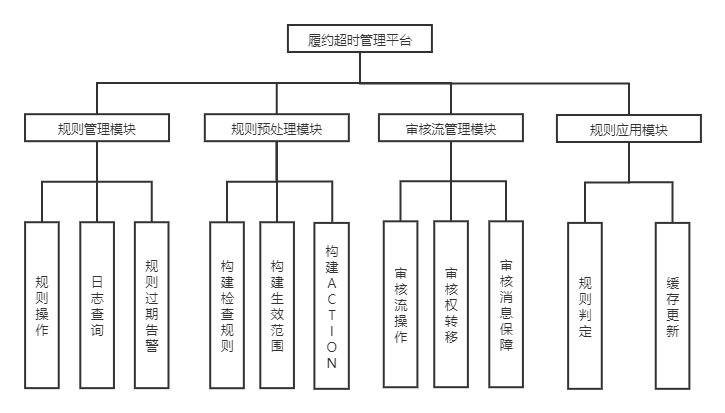 履约超时管理平台
规则管理模块
规则预处理模块
审核流管理模块
规则应用模块
规则操作
日志查询
规则过期告警
构建检查规则
构建生效范围
构建ACTION
审核流操作
审核权转移
审核消息保障
规则判定
缓存更新